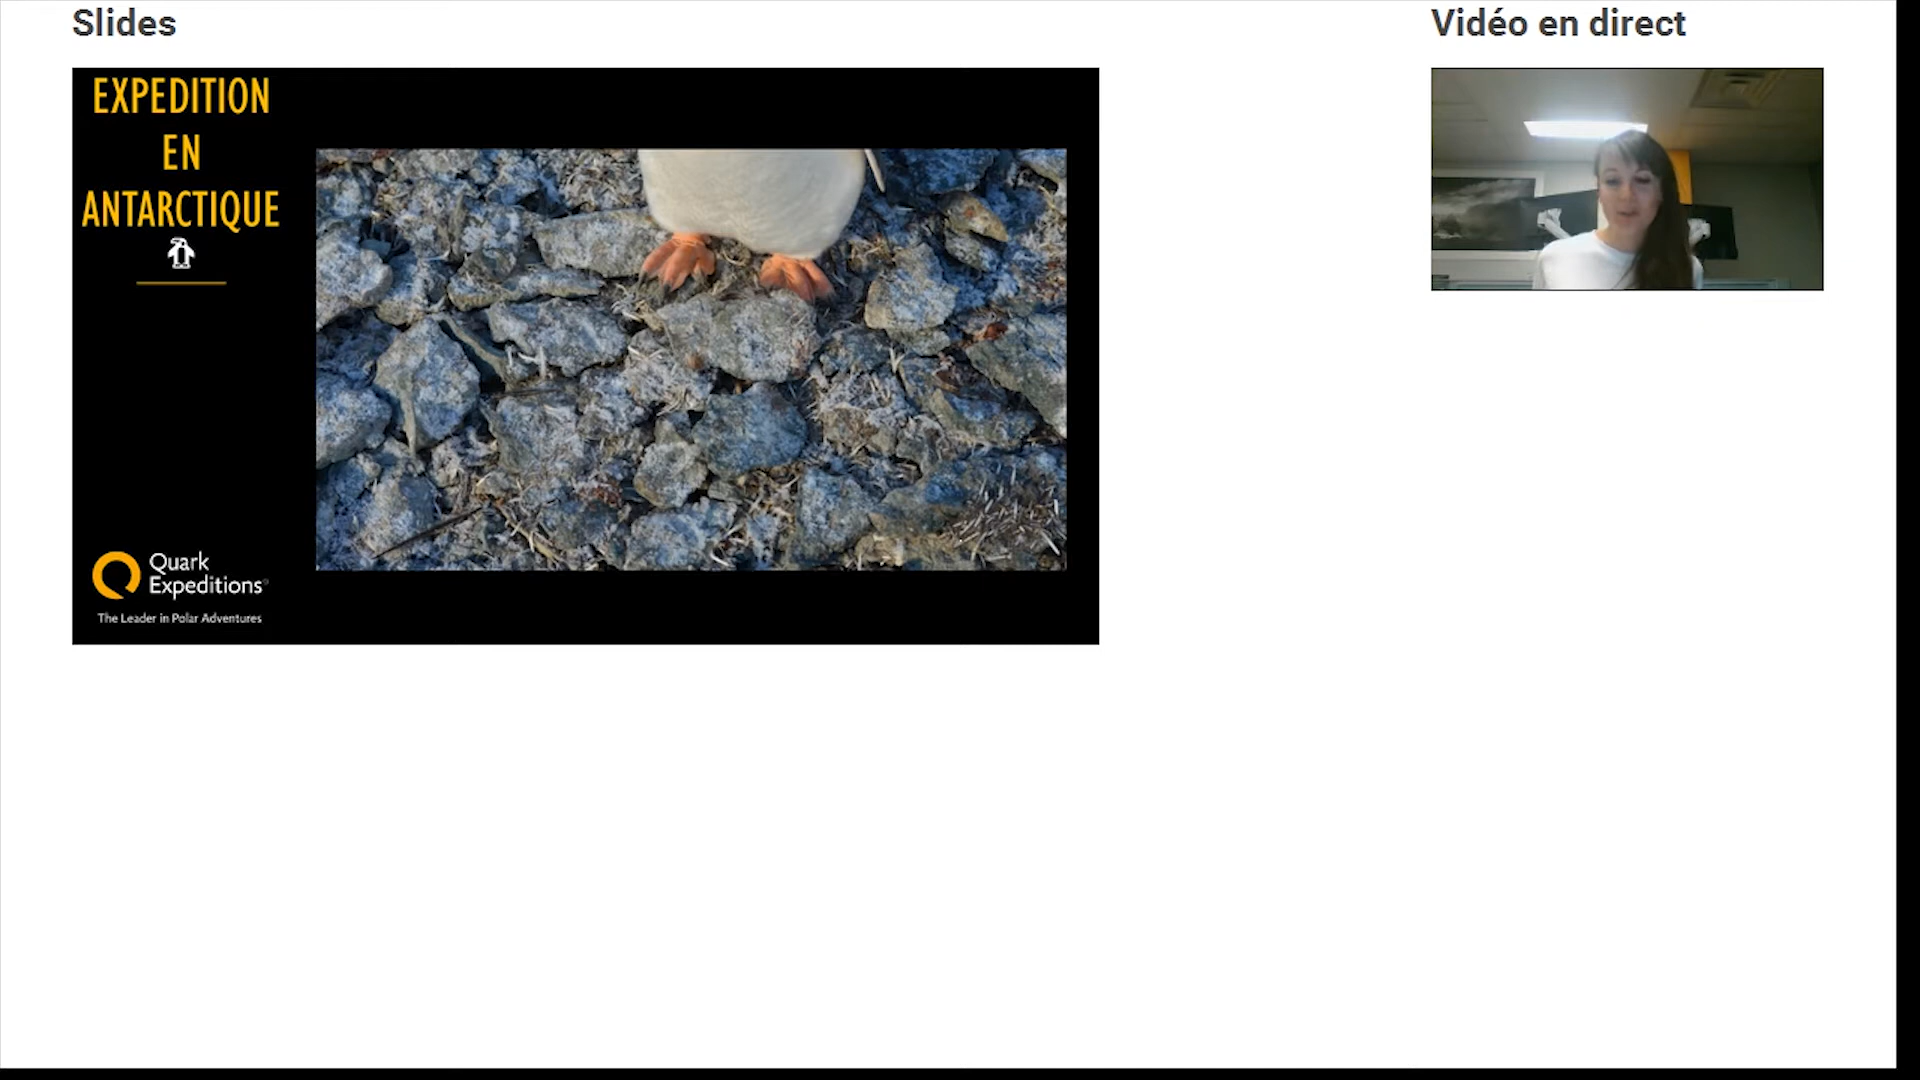 Slides
Vidéo en direct
EXPEDITION
EN
ANTARCTIQUE
Quark
Expeditions®
The Leader in Polar Adventures